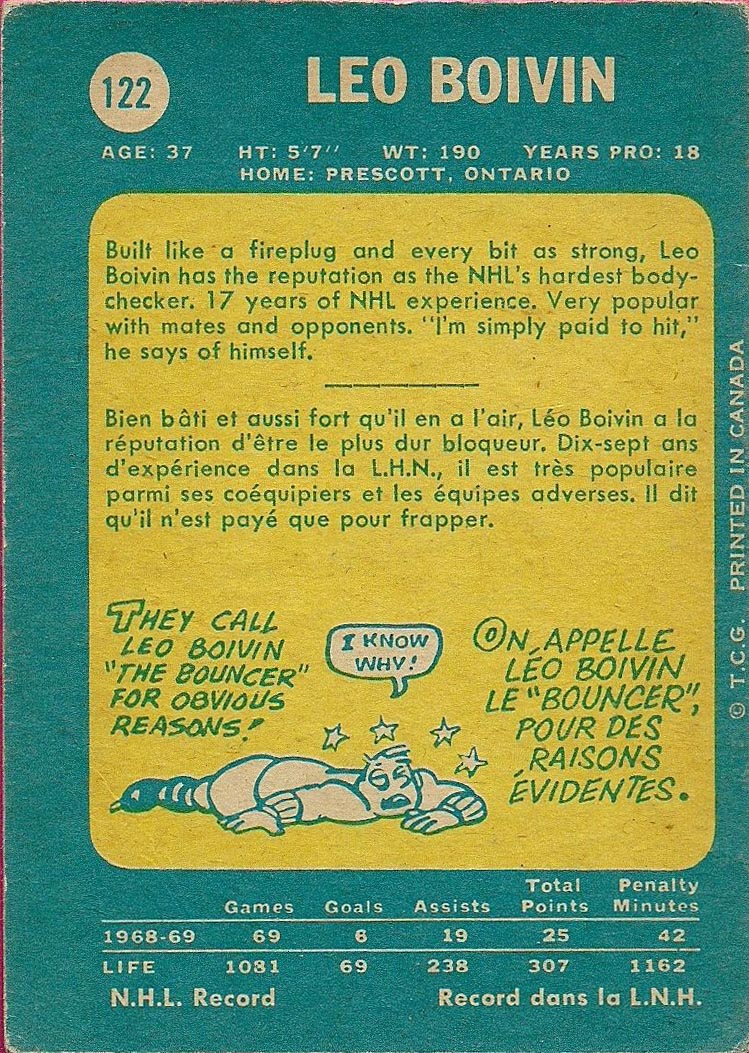 122
LEO BOIVIN
AGE: 37 HT: 5'7'' WT: 190 YEARS PRO: 18
HOME: PRESCOTT, ONTARIO
Built like a fireplug and every bit as strong, Leo
Boivin has the reputation as the NHL's hardest body-
checker. 17 years of NHL experience. Very popular
with mates and opponents. "I'm simply paid to hit,"
he says of himself.
Bien bâti et aussi fort qu'il en a l'air, Léo Boivin a la
réputation d'être le plus dur bloqueur. Dix-sept ans
d'expérience dans la L.H.N., il est très populaire
parmi ses coéquipiers et les équipes adverses. Il dit
qu'il n'est payé que pour frapper.
THEY CALL
LEO BOIVIN
"THE BOUNCER"
FOR OBVIOUS
REASONS!
I KNOW
WHY!
ON APPELLE
LÉO BOIVIN
LE "BOUNCER",
POUR DES
RAISONS
ÉVIDENTES.
Games Goals Assists Total Points Penalty Minutes
1968-69 69 6 19 25 42
LIFE 1081 69 238 307 1162
N.H.L. Record Record dans la L.N.H.
© T.C.G. PRINTED IN CANADA